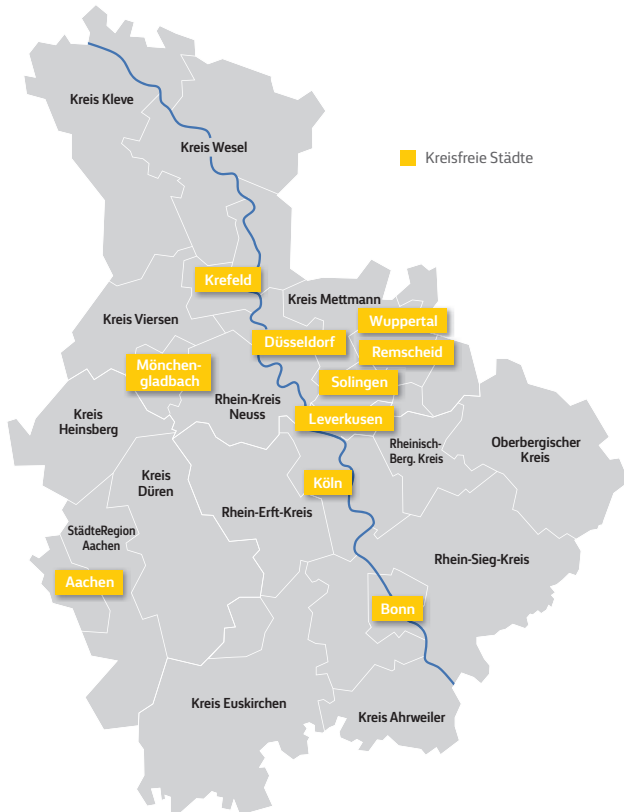 Kreis Kleve
Kreis Wesel
Kreisfreie Städte
Krefeld
Kreis Mettmann
Kreis Viersen
Wuppertal
Düsseldorf
Remscheid
Mönchen-
gladbach
Solingen
Rhein-Kreis
Neuss
Leverkusen
Kreis
Heinsberg
Rheinisch-
Berg. Kreis
Oberbergischer
Kreis
Kreis
Düren
Köln
Rhein-Erft-Kreis
StädteRegion
Aachen
Rhein-Sieg-Kreis
Aachen
Bonn
Kreis Euskirchen
Kreis Ahrweiler